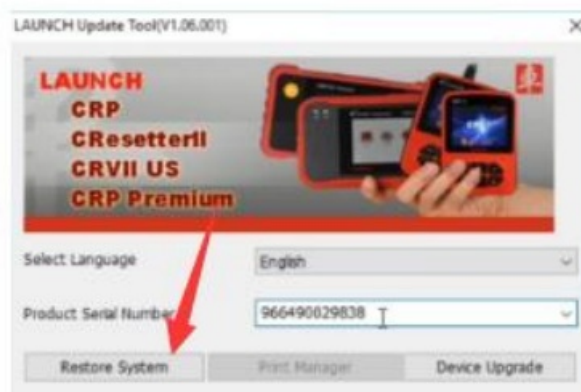 LAUNCH Update Tool(V1.06.001)
LAUNCH
CRP
CResetterII
CRVII US
CRP Premium
Select Language
English
Product Serial Number
966490029838
Restore System
Print Manager
Device Upgrade